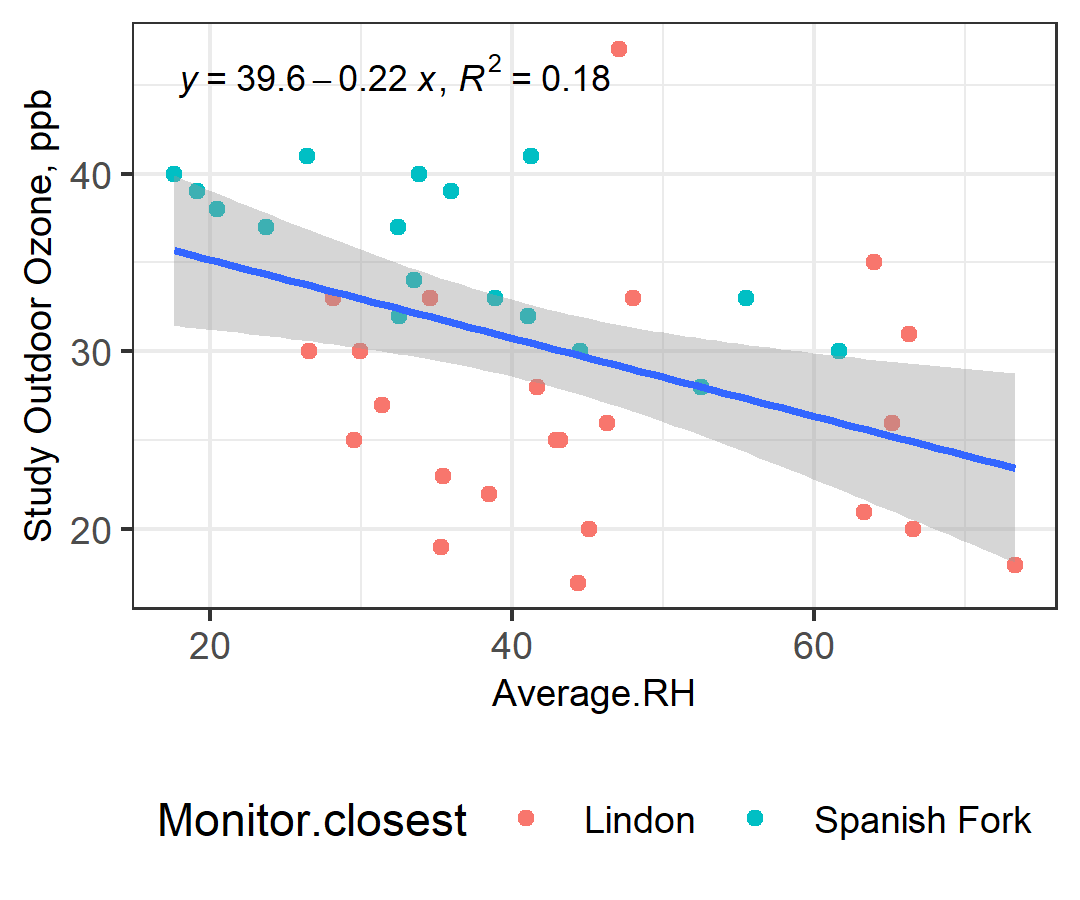 y = 39.6 – 0.22 x, R² = 0.18
Study Outdoor Ozone, ppb
40
30
20
20 40 60
Average.RH
Monitor.closest Lindon Spanish Fork